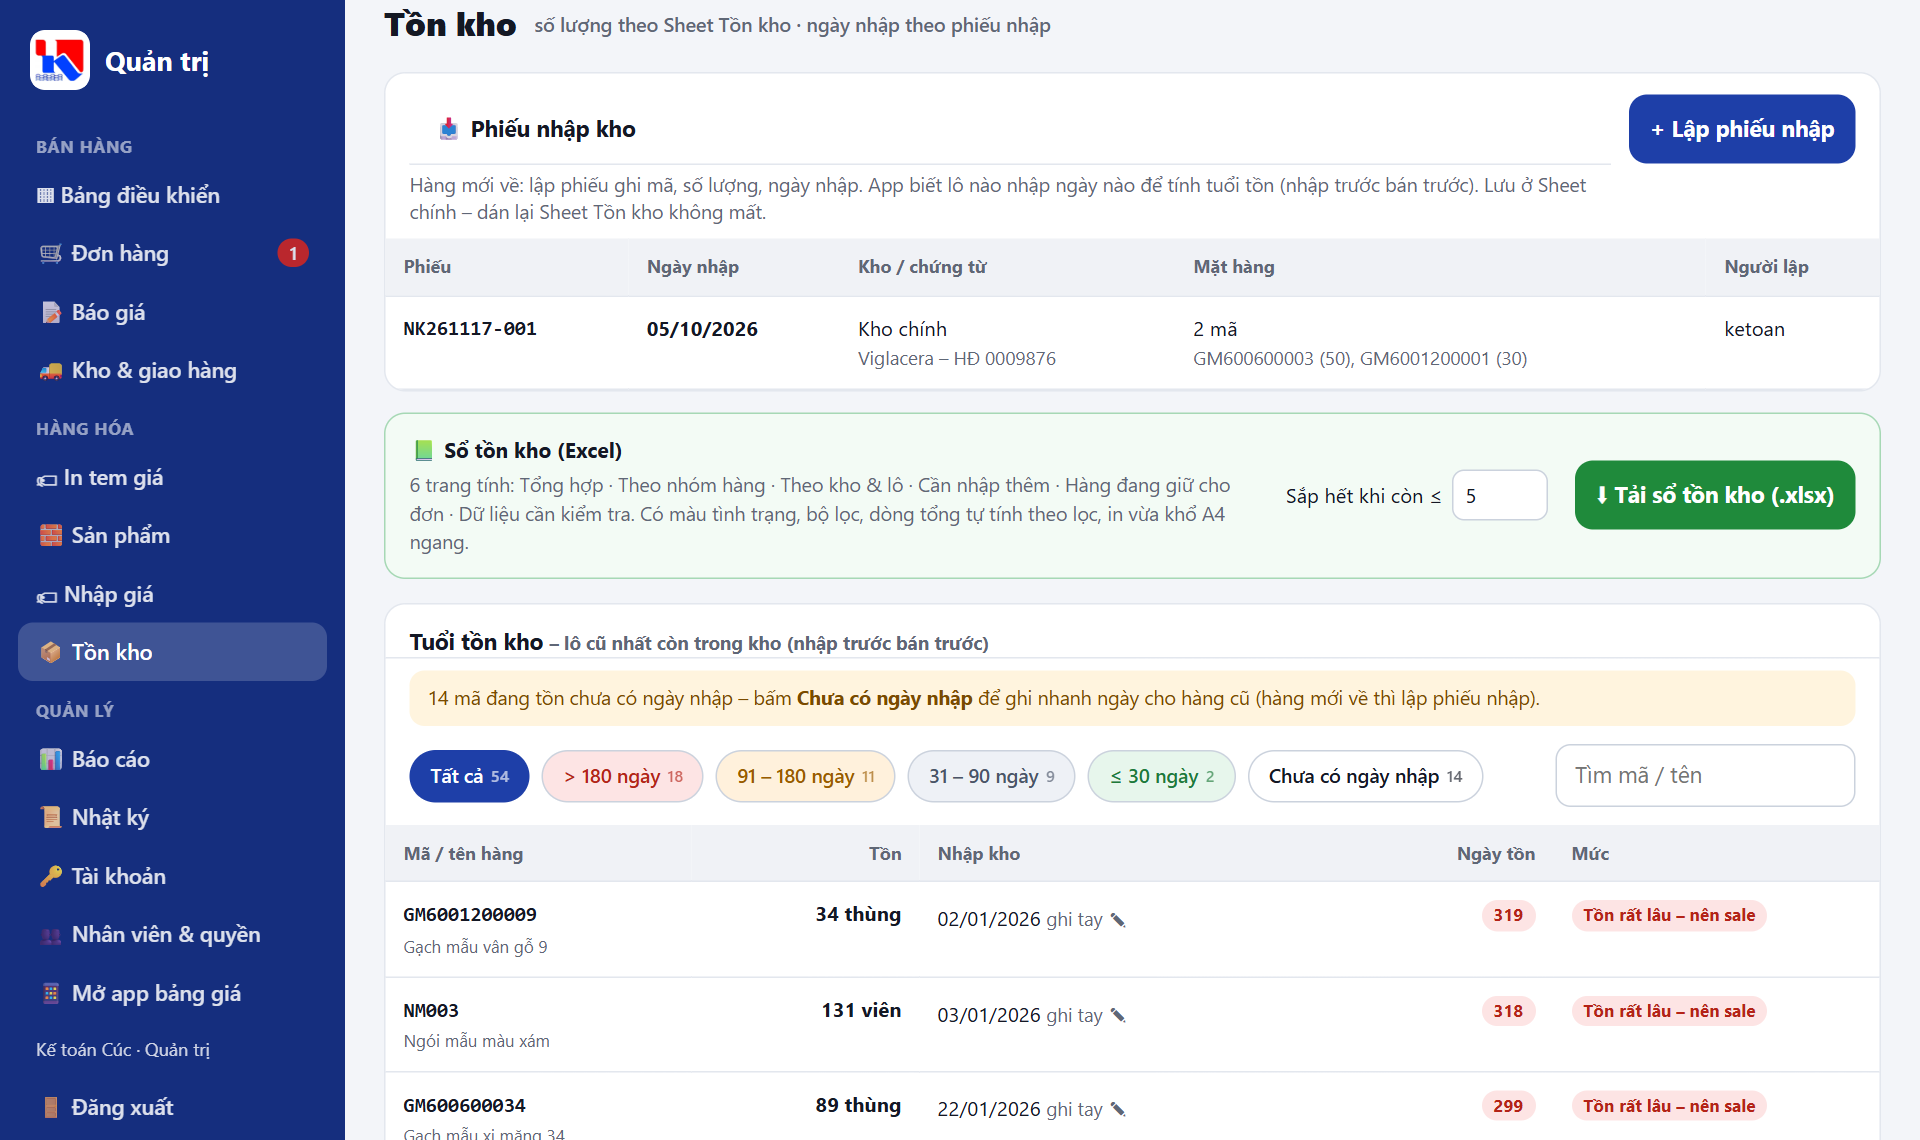 Quản trị
BÁN HÀNG
Bảng điều khiển
Đơn hàng 1
Báo giá
Kho & giao hàng
HÀNG HÓA
In tem giá
Sản phẩm
Nhập giá
Tồn kho
QUẢN LÝ
Báo cáo
Nhật ký
Tài khoản
Nhân viên & quyền
Mở app bảng giá
Kế toán Cúc · Quản trị
Đăng xuất
Tồn kho số lượng theo Sheet Tồn kho · ngày nhập theo phiếu nhập
Phiếu nhập kho
+ Lập phiếu nhập
Hàng mới về: lập phiếu ghi mã, số lượng, ngày nhập. App biết lô nào nhập ngày nào để tính tuổi tồn (nhập trước bán trước). Lưu ở Sheet
chính – dán lại Sheet Tồn kho không mất.
Phiếu Ngày nhập Kho / chứng từ Mặt hàng Người lập
NK261117-001 05/10/2026 Kho chính 2 mã ketoan
Viglacera – HĐ 0009876 GM600600003 (50), GM6001200001 (30)
Sổ tồn kho (Excel)
6 trang tính: Tổng hợp · Theo nhóm hàng · Theo kho & lô · Cần nhập thêm · Hàng đang giữ cho
đơn · Dữ liệu cần kiểm tra. Có màu tình trạng, bộ lọc, dòng tổng tự tính theo lọc, in vừa khổ A4
ngang.
Sắp hết khi còn ≤ 5
⬇ Tải sổ tồn kho (.xlsx)
Tuổi tồn kho – lô cũ nhất còn trong kho (nhập trước bán trước)
14 mã đang tồn chưa có ngày nhập – bấm Chưa có ngày nhập để ghi nhanh ngày cho hàng cũ (hàng mới về thì lập phiếu nhập).
Tất cả 54 > 180 ngày 18 91 – 180 ngày 11 31 – 90 ngày 9 ≤ 30 ngày 2 Chưa có ngày nhập 14 Tìm mã / tên
Mã / tên hàng Tồn Nhập kho Ngày tồn Mức
GM6001200009 34 thùng 02/01/2026 ghi tay 319 Tồn rất lâu – nên sale
Gạch mẫu vân gỗ 9
NM003 131 viên 03/01/2026 ghi tay 318 Tồn rất lâu – nên sale
Ngói mẫu màu xám
GM600600034 89 thùng 22/01/2026 ghi tay 299 Tồn rất lâu – nên sale
Gạch mẫu xi măng 34